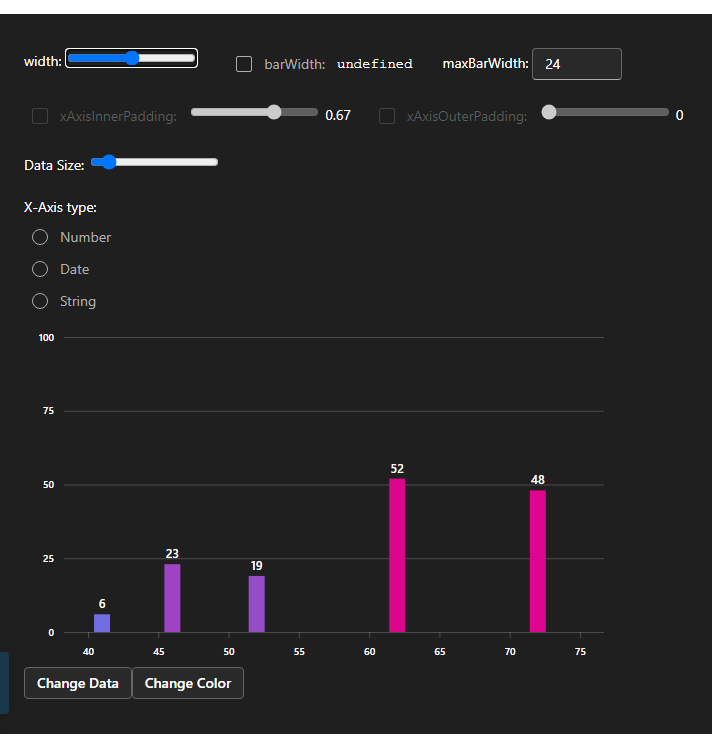 width: barWidth: undefined maxBarWidth: 24
xAxisInnerPadding: 0.67 xAxisOuterPadding: 0
Data Size:
X-Axis type:
Number
Date
String
100
75
50
25
0
52
48
23
19
6
40 45 50 55 60 65 70 75
Change Data Change Color